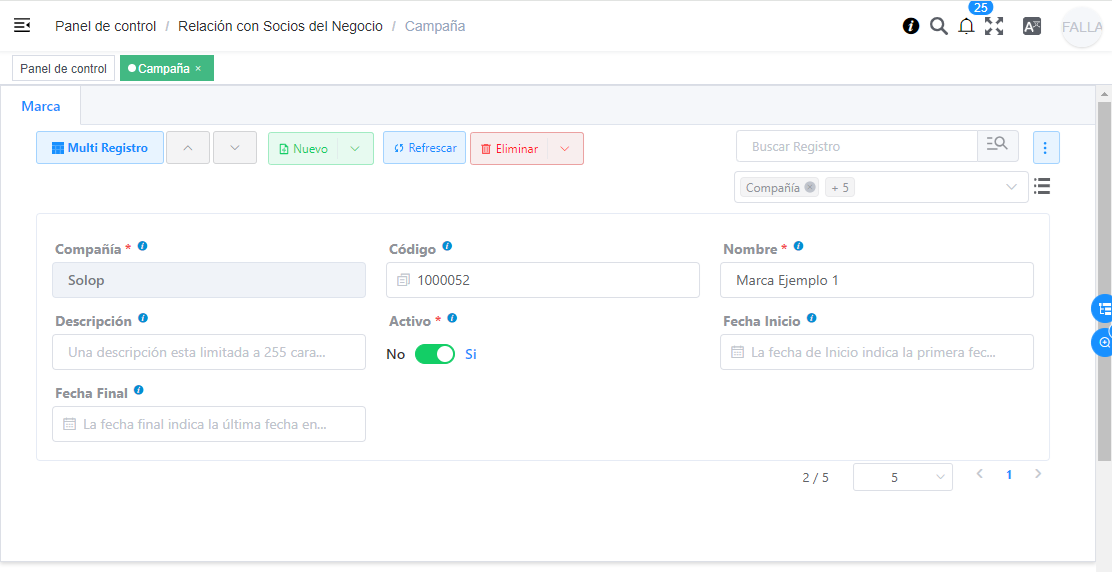 Panel de control / Relación con Socios del Negocio / Campaña
25
FALLA
Panel de control
Campaña ×
Marca
Multi Registro
Nuevo
Refrescar
Eliminar
Buscar Registro
Compañía
+ 5
Compañía *
Código
Nombre *
Solop
1000052
Marca Ejemplo 1
Descripción
Activo *
Fecha Inicio
Una descripción esta limitada a 255 cara...
No
Si
La fecha de Inicio indica la primera fec...
Fecha Final
La fecha final indica la última fecha en...
2 / 5
5
1